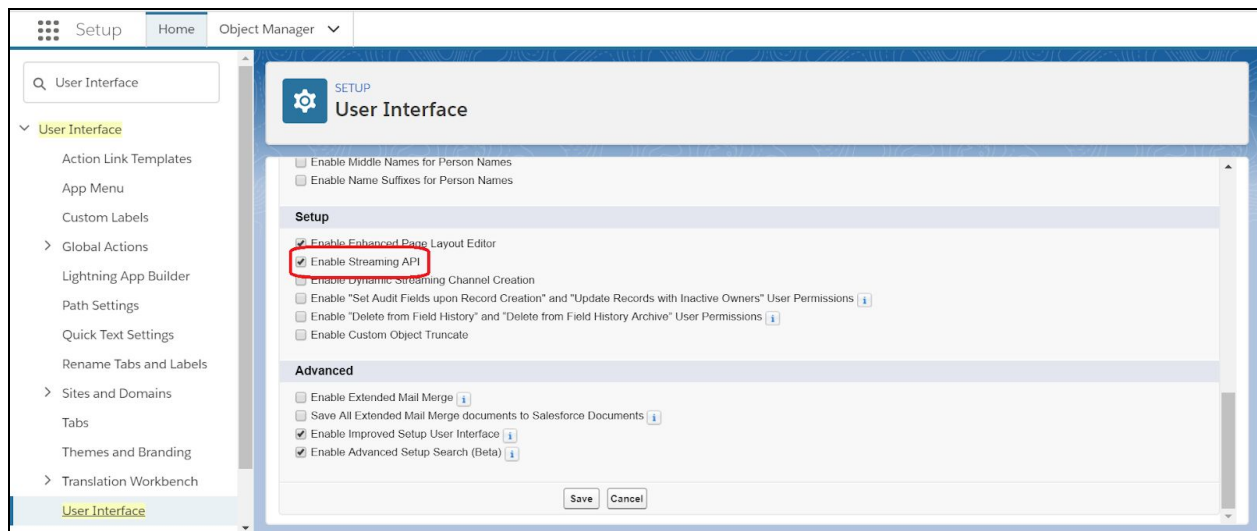 Setup
Home
Object Manager
User Interface
User Interface
Action Link Templates
App Menu
Custom Labels
Global Actions
Lightning App Builder
Path Settings
Quick Text Settings
Rename Tabs and Labels
Sites and Domains
Tabs
Themes and Branding
Translation Workbench
User Interface
SETUP
User Interface
Enable Middle Names for Person Names
Enable Name Suffixes for Person Names
Setup
Enable Enhanced Page Layout Editor
Enable Streaming API
Enable Dynamic Streaming Channel Creation
Enable "Set Audit Fields upon Record Creation" and "Update Records with Inactive Owners" User Permissions i
Enable "Delete from Field History" and "Delete from Field History Archive" User Permissions i
Enable Custom Object Truncate
Advanced
Enable Extended Mail Merge i
Save All Extended Mail Merge documents to Salesforce Documents i
Enable Improved Setup User Interface i
Enable Advanced Setup Search (Beta) i
Save Cancel